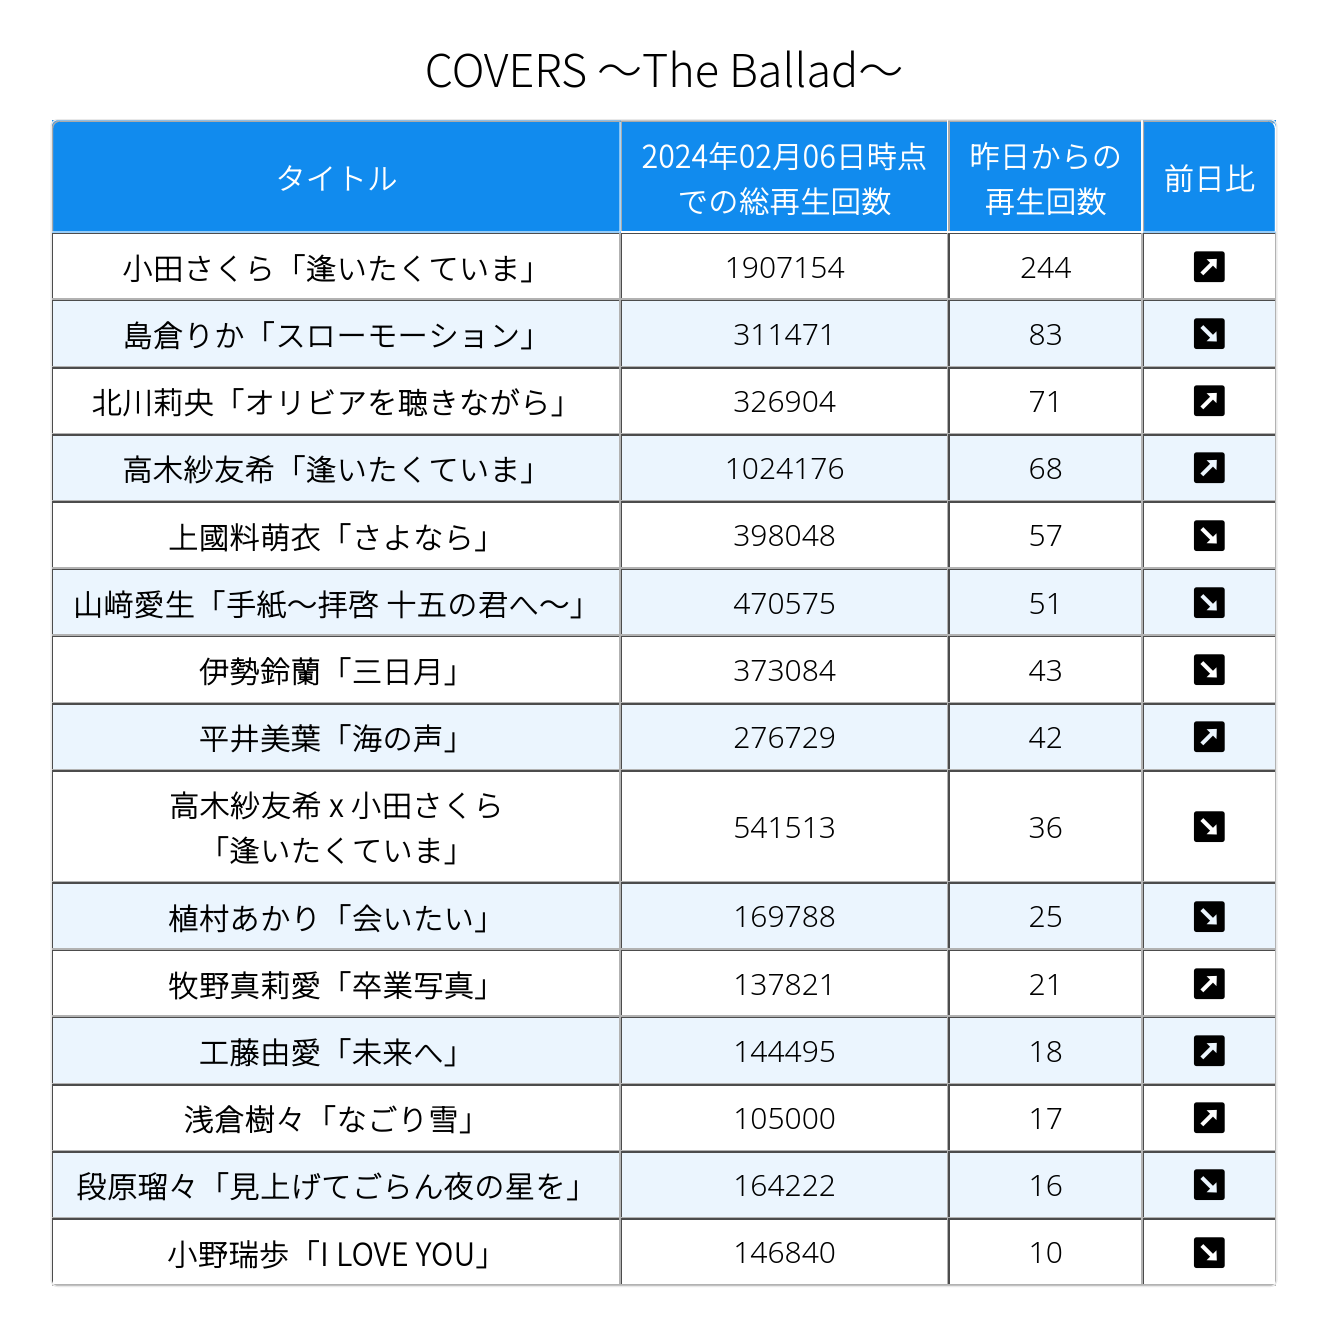 COVERS ～The Ballad～
タイトル
2024年02月06日時点
での総再生回数
昨日からの
再生回数
前日比
小田さくら「逢いたくていま」 1907154 244 ↗
島倉りか「スローモーション」 311471 83 ↘
北川莉央「オリビアを聴きながら」 326904 71 ↗
高木紗友希「逢いたくていま」 1024176 68 ↗
上國料萌衣「さよなら」 398048 57 ↘
山﨑愛生「手紙～拝啓 十五の君へ～」 470575 51 ↘
伊勢鈴蘭「三日月」 373084 43 ↘
平井美葉「海の声」 276729 42 ↗
高木紗友希 x 小田さくら
「逢いたくていま」 541513 36 ↘
植村あかり「会いたい」 169788 25 ↘
牧野真莉愛「卒業写真」 137821 21 ↗
工藤由愛「未来へ」 144495 18 ↗
浅倉樹々「なごり雪」 105000 17 ↗
段原瑠々「見上げてごらん夜の星を」 164222 16 ↘
小野瑞歩「I LOVE YOU」 146840 10 ↘